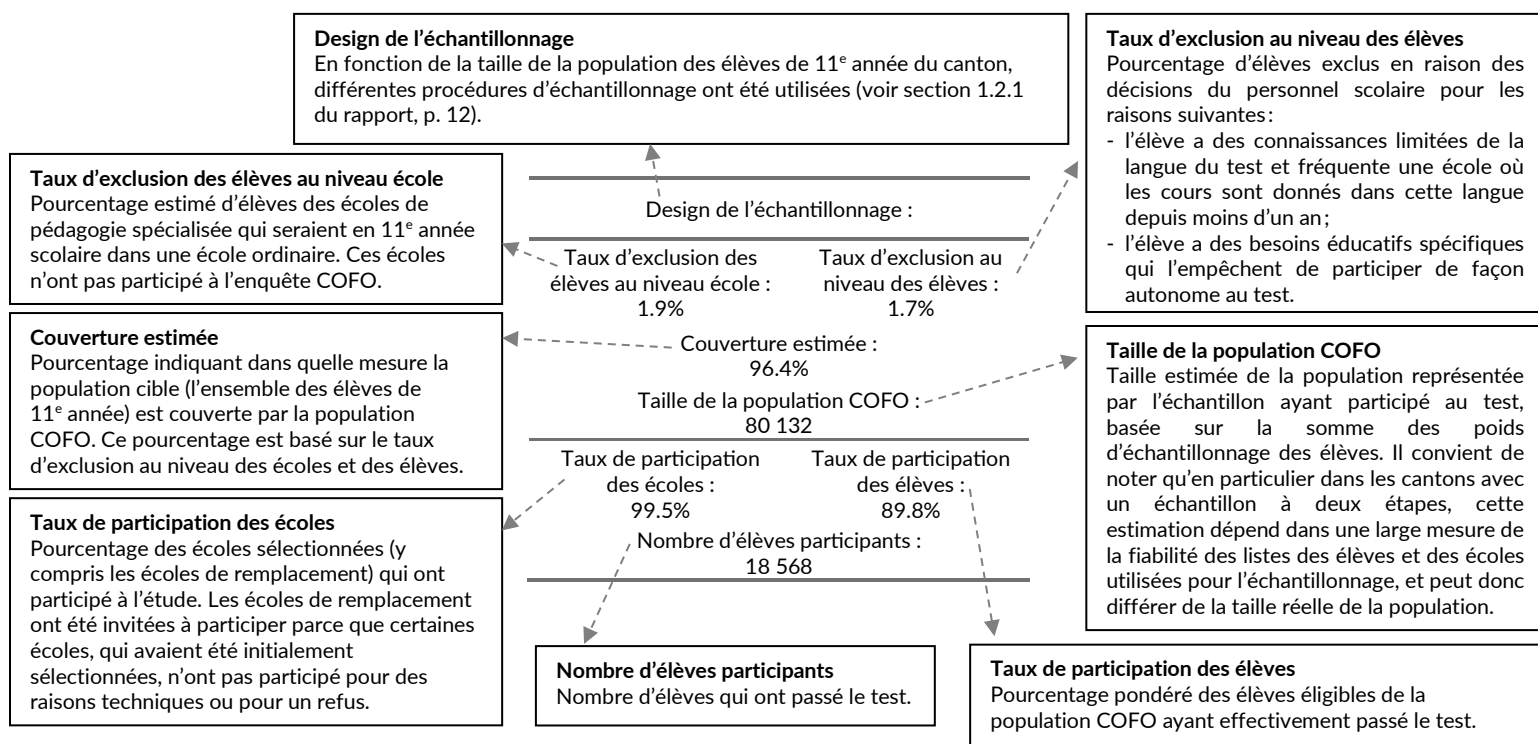 Design de l’échantillonnage
En fonction de la taille de la population des élèves de 11e année du canton,
différentes procédures d’échantillonnage ont été utilisées (voir section 1.2.1
du rapport, p. 12).
Taux d’exclusion au niveau des élèves
Pourcentage d’élèves exclus en raison des
décisions du personnel scolaire pour les
raisons suivantes :
- l’élève a des connaissances limitées de la
langue du test et fréquente une école où
les cours sont donnés dans cette langue
depuis moins d’un an ;
- l’élève a des besoins éducatifs spécifiques
qui l’empêchent de participer de façon
autonome au test.
Taux d’exclusion des élèves au niveau école
Pourcentage estimé d’élèves des écoles de
pédagogie spécialisée qui seraient en 11e année
scolaire dans une école ordinaire. Ces écoles
n’ont pas participé à l’enquête COFO.
Design de l’échantillonnage :
Taux d’exclusion des
élèves au niveau école :
1.9%
Taux d’exclusion au
niveau des élèves :
1.7%
Couverture estimée :
96.4%
Taille de la population COFO :
80 132
Taux de participation
des écoles :
99.5%
Taux de participation
des élèves :
89.8%
Nombre d’élèves participants :
18 568
Couverture estimée
Pourcentage indiquant dans quelle mesure la
population cible (l’ensemble des élèves de
11e année) est couverte par la population
COFO. Ce pourcentage est basé sur le taux
d’exclusion au niveau des écoles et des élèves.
Taille de la population COFO
Taille estimée de la population représentée
par l’échantillon ayant participé au test,
basée sur la somme des poids
d’échantillonnage des élèves. Il convient de
noter qu’en particulier dans les cantons avec
un échantillon à deux étapes, cette
estimation dépend dans une large mesure de
la fiabilité des listes des élèves et des écoles
utilisées pour l’échantillonnage, et peut donc
différer de la taille réelle de la population.
Taux de participation des écoles
Pourcentage des écoles sélectionnées (y
compris les écoles de remplacement) qui ont
participé à l’étude. Les écoles de remplacement
ont été invitées à participer parce que certaines
écoles, qui avaient été initialement
sélectionnées, n’ont pas participé pour des
raisons techniques ou pour un refus.
Nombre d’élèves participants
Nombre d’élèves qui ont passé le test.
Taux de participation des élèves
Pourcentage pondéré des élèves éligibles de la
population COFO ayant effectivement passé le test.